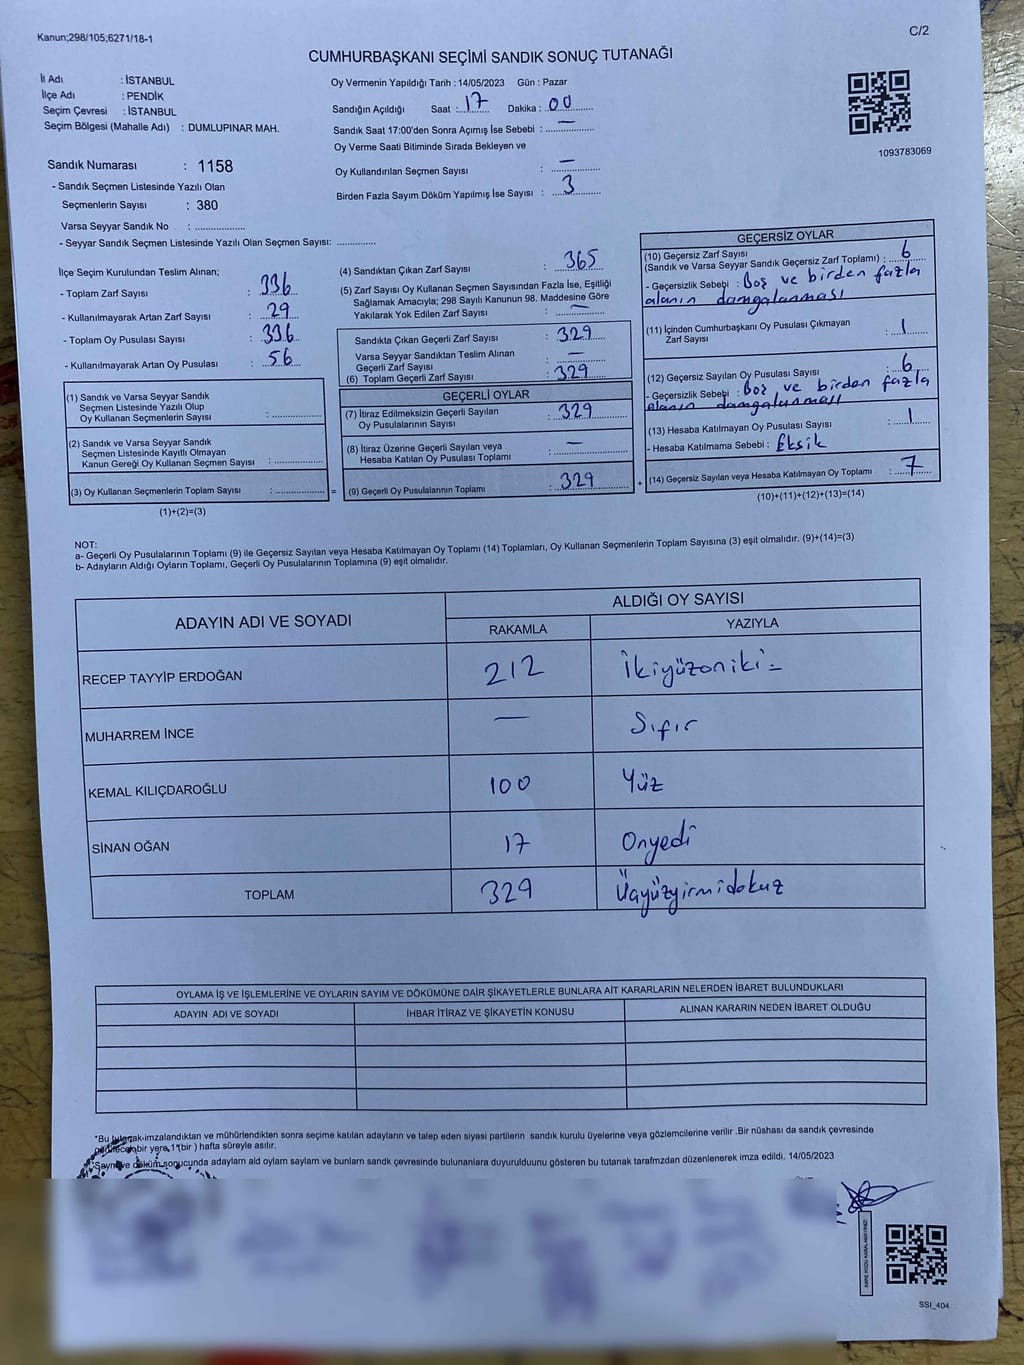 Kanun;298/105;6271/18-1
C/2
CUMHURBAŞKANI SEÇİMİ SANDIK SONUÇ TUTANAĞI
İl Adı : İSTANBUL
İlçe Adı : PENDİK
Seçim Çevresi : İSTANBUL
Seçim Bölgesi (Mahalle Adı) : DUMLUPINAR MAH.
Sandık Numarası : 1158
- Sandık Seçmen Listesinde Yazılı Olan
Seçmenlerin Sayısı : 380
Varsa Seyyar Sandık No : ..................
- Seyyar Sandık Seçmen Listesinde Yazılı Olan Seçmen Sayısı: ..............
Oy Vermenin Yapıldığı Tarih : 14/05/2023 Gün : Pazar
Sandığın Açıldığı Saat : 17 Dakika : 00
Sandık Saat 17:00'den Sonra Açımış İse Sebebi : —
Oy Verme Saati Bitiminde Sırada Bekleyen ve
Oy Kullandırılan Seçmen Sayısı : —
Birden Fazla Sayım Döküm Yapılmış İse Sayısı : 3
1093783069
İlçe Seçim Kurulundan Teslim Alınan;
- Toplam Zarf Sayısı : 336
- Kullanılmayarak Artan Zarf Sayısı : 29
- Toplam Oy Pusulası Sayısı : 336
- Kullanılmayarak Artan Oy Pusulası : 56
(1) Sandık ve Varsa Seyyar Sandık
Seçmen Listesinde Yazılı Olup
Oy Kullanan Seçmenlerin Sayısı : ..................
(2) Sandık ve Varsa Seyyar Sandık
Seçmen Listesinde Kayıtlı Olmayan
Kanun Gereği Oy Kullanan Seçmen Sayısı : ..................
(3) Oy Kullanan Seçmenlerin Toplam Sayısı : .................. =
(1)+(2)=(3)
(4) Sandıktan Çıkan Zarf Sayısı : 365
(5) Zarf Sayısı Oy Kullanan Seçmen Sayısından Fazla İse, Eşitliği
Sağlamak Amacıyla; 298 Sayılı Kanunun 98. Maddesine Göre
Yakılarak Yok Edilen Zarf Sayısı : —
Sandıkta Çıkan Geçerli Zarf Sayısı : 329
Varsa Seyyar Sandıktan Teslim Alınan
Geçerli Zarf Sayısı : —
(6) Toplam Geçerli Zarf Sayısı : 329
GEÇERLİ OYLAR
(7) İtiraz Edilmeksizin Geçerli Sayılan
Oy Pusulalarının Sayısı : 329
(8) İtiraz Üzerine Geçerli Sayılan veya
Hesaba Katılan Oy Pusulası Toplamı : —
(9) Geçerli Oy Pusulalarının Toplamı : 329 +
GEÇERSİZ OYLAR
(10) Geçersiz Zarf Sayısı
(Sandık ve Varsa Seyyar Sandık Geçersiz Zarf Toplamı) : 6
- Geçersizlik Sebebi : Boş ve birden fazla
alanın damgalanması
(11) İçinden Cumhurbaşkanı Oy Pusulası Çıkmayan
Zarf Sayısı : 1
(12) Geçersiz Sayılan Oy Pusulası Sayısı : 6
- Geçersizlik Sebebi : Boş ve birden fazla
alanın damgalanması
(13) Hesaba Katılmayan Oy Pusulası Sayısı : 1
- Hesaba Katılmama Sebebi : Eksik
(14) Geçersiz Sayılan veya Hesaba Katılmayan Oy Toplamı : 7
(10)+(11)+(12)+(13)=(14)
NOT:
a- Geçerli Oy Pusulalarının Toplamı (9) ile Geçersiz Sayılan veya Hesaba Katılmayan Oy Toplamı (14) Toplamları, Oy Kullanan Seçmenlerin Toplam Sayısına (3) eşit olmalıdır. (9)+(14)=(3)
b- Adayların Aldığı Oyların Toplamı, Geçerli Oy Pusulalarının Toplamına (9) eşit olmalıdır.
ADAYIN ADI VE SOYADI ALDIĞI OY SAYISI
RAKAMLA YAZIYLA
RECEP TAYYİP ERDOĞAN 212 İkiyüzoniki
MUHARREM İNCE — Sıfır
KEMAL KILIÇDAROĞLU 100 Yüz
SİNAN OĞAN 17 Onyedi
TOPLAM 329 Üçyüzyirmidokuz
OYLAMA İŞ VE İŞLEMLERİNE VE OYLARIN SAYIM VE DÖKÜMÜNE DAİR ŞİKAYETLERLE BUNLARA AİT KARARLARIN NELERDEN İBARET BULUNDUKLARI
ADAYIN ADI VE SOYADI İHBAR İTİRAZ VE ŞİKAYETİN KONUSU ALINAN KARARIN NEDEN İBARET OLDUĞU
*Bu tutanak imzalandıktan ve mühürlendikten sonra seçime katılan adayların ve talep eden siyasi partilerin sandık kurulu üyelerine veya gözlemcilerine verilir .Bir nüshası da sandık çevresinde
görülecek bir yere 1 (bir ) hafta süreyle asılır.
*Sayım ve döküm sonucunda adayların aldı oyların sayların ve bunların sandık çevresinde bulunanlara duyurulduunu gösteren bu tutanak tarafımzdan düzenlenerek imza edildi. 14/05/2023
SSİ_404